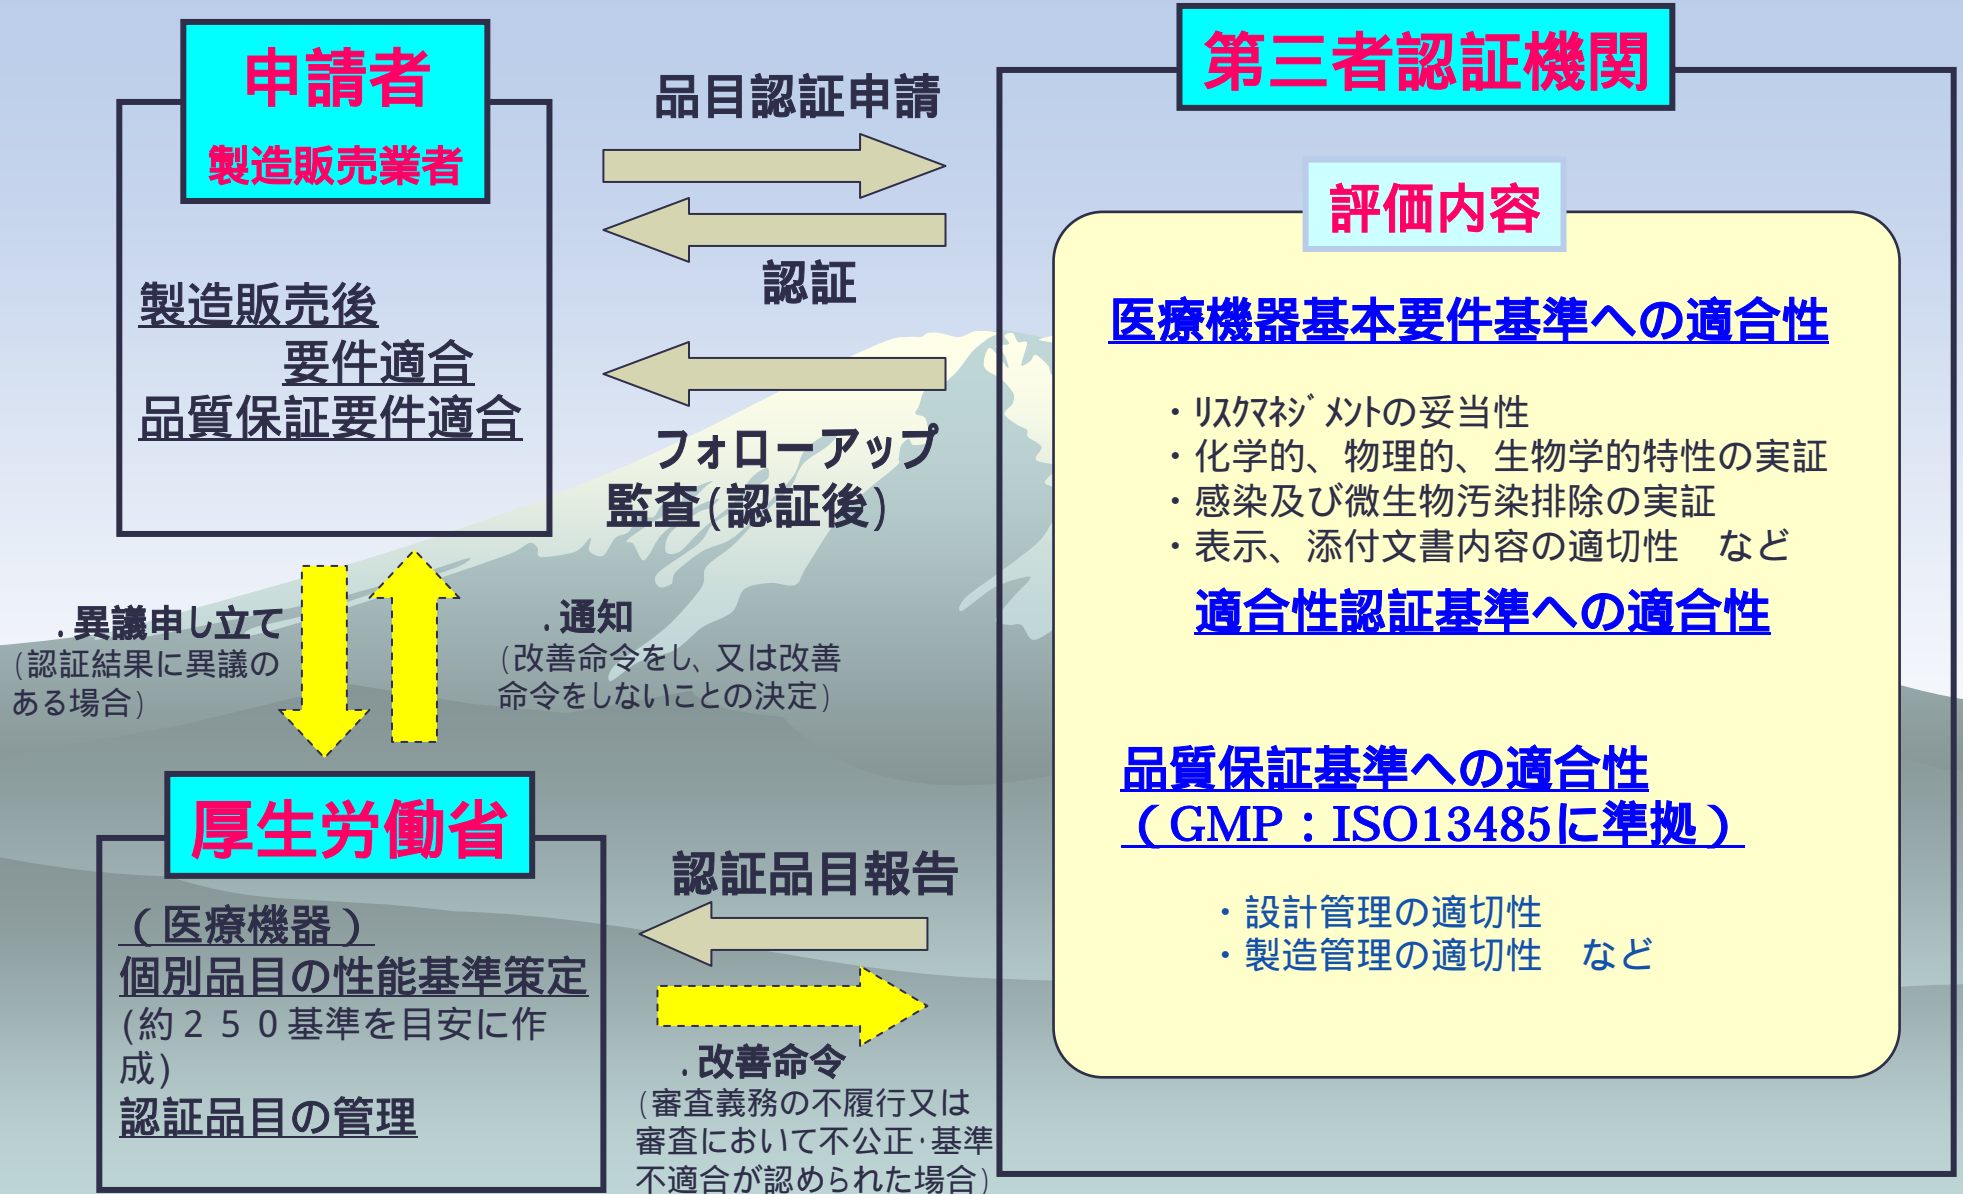 申請者
製造販売業者
製造販売後
要件適合
品質保証要件適合
品目認証申請
認証
フォローアップ
監査(認証後)
第三者認証機関
評価内容
医療機器基本要件基準への適合性
・リスクマネジメントの妥当性
・化学的、物理的、生物学的特性の実証
・感染及び微生物汚染排除の実証
・表示、添付文書内容の適切性　など
適合性認証基準への適合性
品質保証基準への適合性
（GMP：ISO13485に準拠）
・設計管理の適切性
・製造管理の適切性　など
．異議申し立て
(認証結果に異議の
ある場合)
．通知
(改善命令をし、又は改善
命令をしないことの決定)
厚生労働省
（医療機器）
個別品目の性能基準策定
(約２５０基準を目安に作
成)
認証品目の管理
認証品目報告
．改善命令
(審査義務の不履行又は
審査において不公正・基準
不適合が認められた場合)